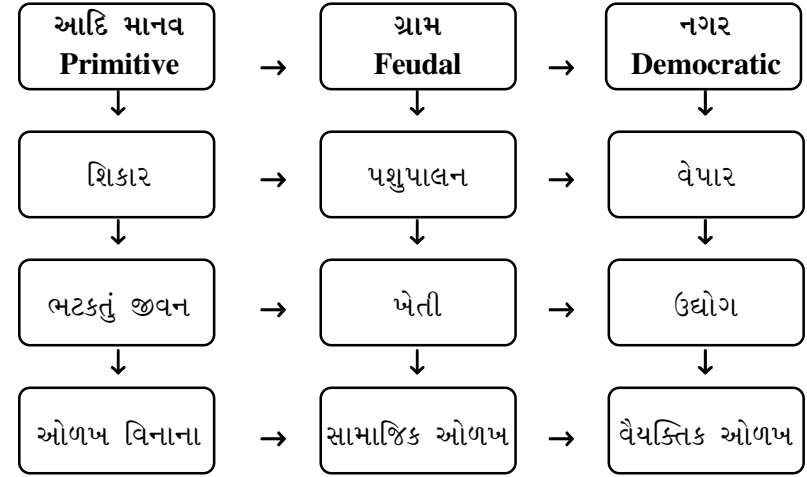 આદિ માનવ
Primitive
→
ગ્રામ
Feudal
→
નગર
Democratic
↓ ↓ ↓
શિકાર → પશુપાલન → વેપાર
↓ ↓ ↓
ભટકતું જીવન → ખેતી → ઉદ્યોગ
↓ ↓ ↓
ઓળખ વિનાના → સામાજિક ઓળખ → વૈયક્તિક ઓળખ